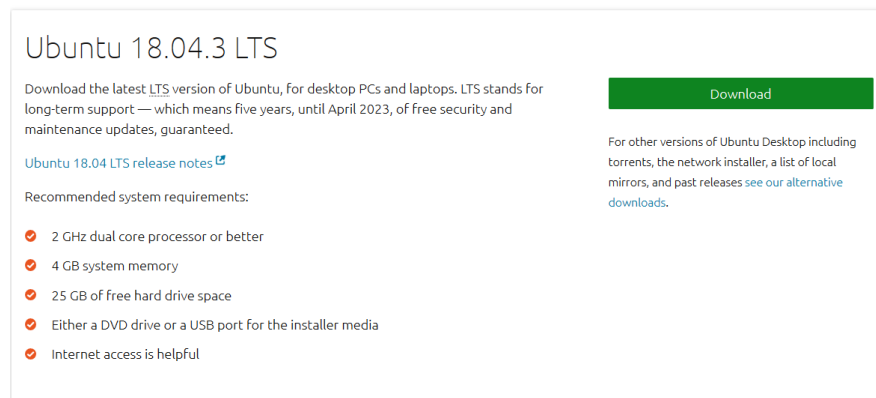 Ubuntu 18.04.3 LTS
Download the latest LTS version of Ubuntu, for desktop PCs and laptops. LTS stands for
long-term support — which means five years, until April 2023, of free security and
maintenance updates, guaranteed.
Ubuntu 18.04 LTS release notes
Recommended system requirements:
2 GHz dual core processor or better
4 GB system memory
25 GB of free hard drive space
Either a DVD drive or a USB port for the installer media
Internet access is helpful
Download
For other versions of Ubuntu Desktop including
torrents, the network installer, a list of local
mirrors, and past releases see our alternative
downloads.